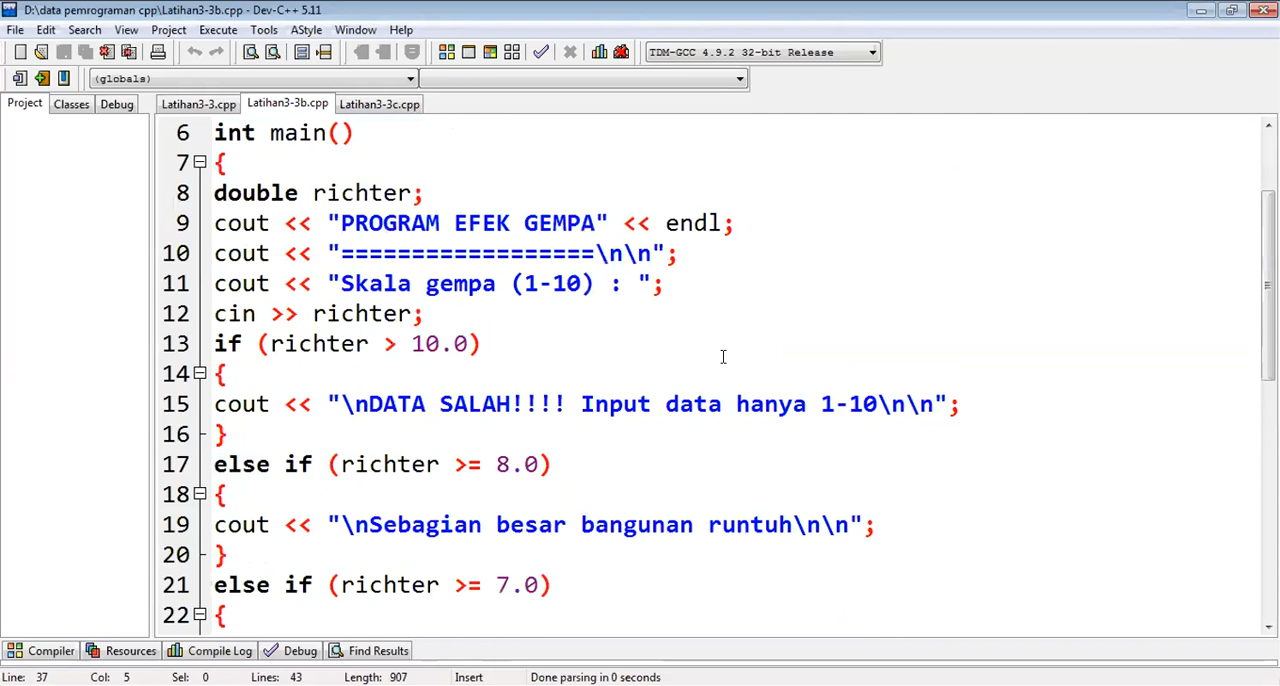 D:\data pemrograman cpp\Latihan3-3b.cpp - Dev-C++ 5.11
File Edit Search View Project Execute Tools AStyle Window Help
TDM-GCC 4.9.2 32-bit Release
(globals)
Project Classes Debug Latihan3-3.cpp Latihan3-3b.cpp Latihan3-3c.cpp
6 int main()
7 {
8 double richter;
9 cout << "PROGRAM EFEK GEMPA" << endl;
10 cout << "==================\n\n";
11 cout << "Skala gempa (1-10) : ";
12 cin >> richter;
13 if (richter > 10.0)
14 {
15 cout << "\nDATA SALAH!!!! Input data hanya 1-10\n\n";
16 }
17 else if (richter >= 8.0)
18 {
19 cout << "\nSebagian besar bangunan runtuh\n\n";
20 }
21 else if (richter >= 7.0)
22 {
Compiler Resources Compile Log Debug Find Results
Line: 37 Col: 5 Sel: 0 Lines: 43 Length: 907 Insert Done parsing in 0 seconds